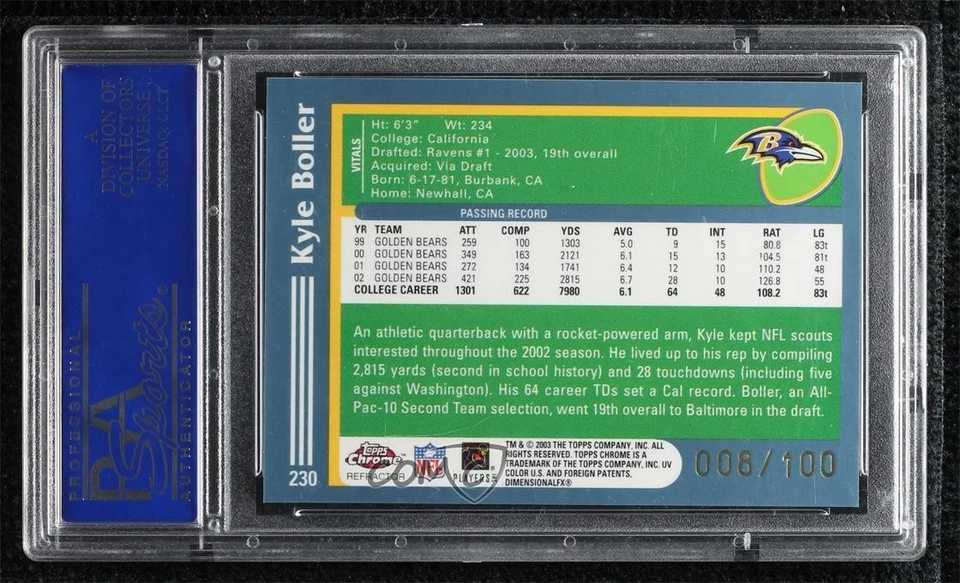 A
DIVISION OF
COLLECTORS
UNIVERSE
NASDAQ: CLCT
PROFESSIONAL
PSA
Sports
AUTHENTICATOR
Kyle Boller
230
VITALS
Ht: 6'3" Wt: 234
College: California
Drafted: Ravens #1 - 2003, 19th overall
Acquired: Via Draft
Born: 6-17-81, Burbank, CA
Home: Newhall, CA
B
PASSING RECORD
YR TEAM ATT COMP YDS AVG TD INT RAT LG
99 GOLDEN BEARS 259 100 1303 5.0 9 15 80.8 83t
00 GOLDEN BEARS 349 163 2121 6.1 15 13 104.5 81t
01 GOLDEN BEARS 272 134 1741 6.4 12 10 110.2 48
02 GOLDEN BEARS 421 225 2815 6.7 28 10 126.8 55
COLLEGE CAREER 1301 622 7980 6.1 64 48 108.2 83t
An athletic quarterback with a rocket-powered arm, Kyle kept NFL scouts
interested throughout the 2002 season. He lived up to his rep by compiling
2,815 yards (second in school history) and 28 touchdowns (including five
against Washington). His 64 career TDs set a Cal record. Boller, an All-
Pac-10 Second Team selection, went 19th overall to Baltimore in the draft.
Topps
Chrome
REFRACTOR
NFL
PLAYERS
TM & © 2003 THE TOPPS COMPANY, INC. ALL
RIGHTS RESERVED. TOPPS CHROME IS A
TRADEMARK OF THE TOPPS COMPANY, INC. UV
COLOR U.S. AND FOREIGN PATENTS.
DIMENSIONALFX®
008/100